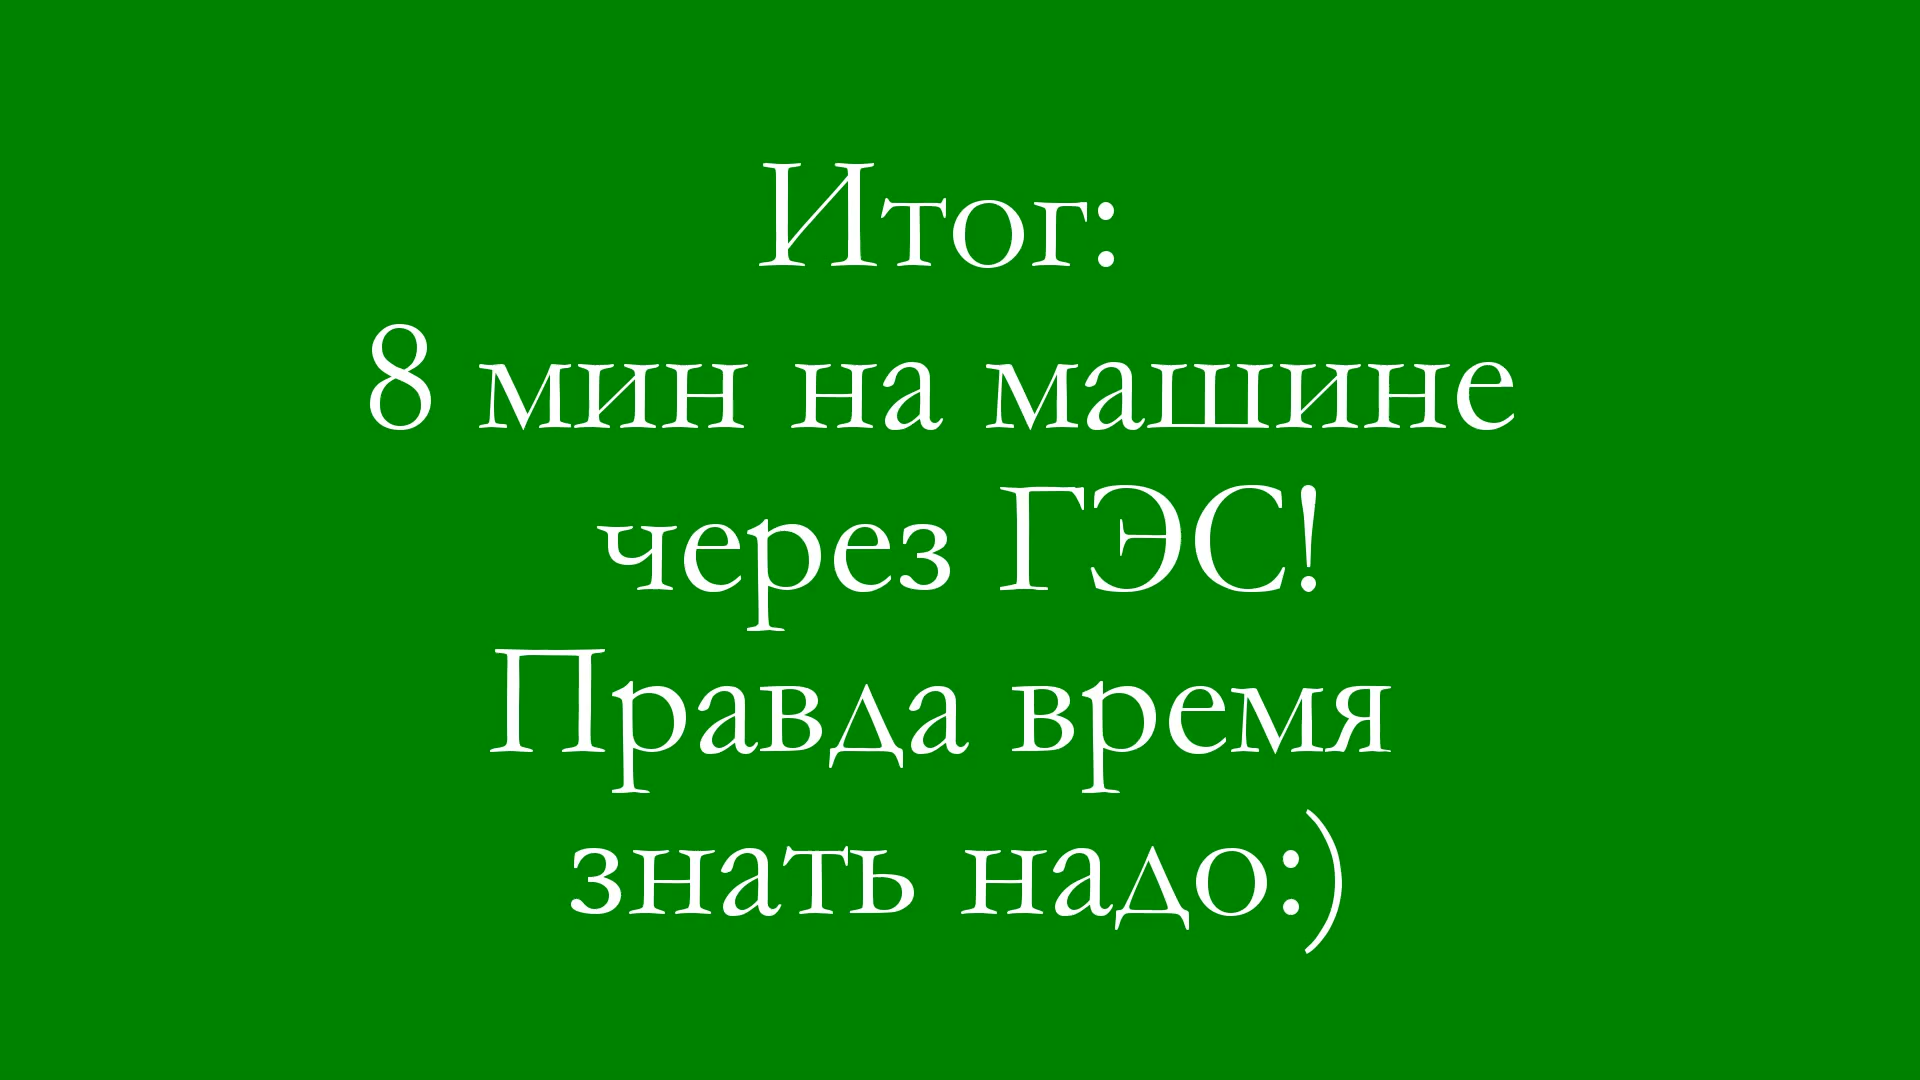 Итог:
8 мин на машине
через ГЭС!
Правда время
знать надо:)